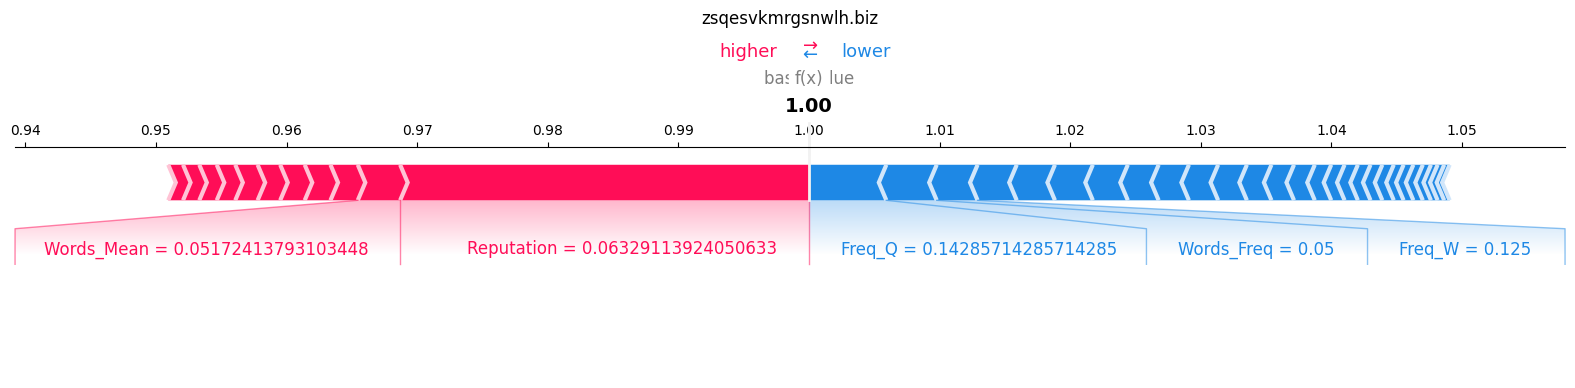 zsqesvkmrgsnwlh.biz
higher ⇄ lower
bas f(x) lue
1.00
0.94 0.95 0.96 0.97 0.98 0.99 1.00 1.01 1.02 1.03 1.04 1.05
Words_Mean = 0.05172413793103448 Reputation = 0.06329113924050633 Freq_Q = 0.14285714285714285 Words_Freq = 0.05 Freq_W = 0.125